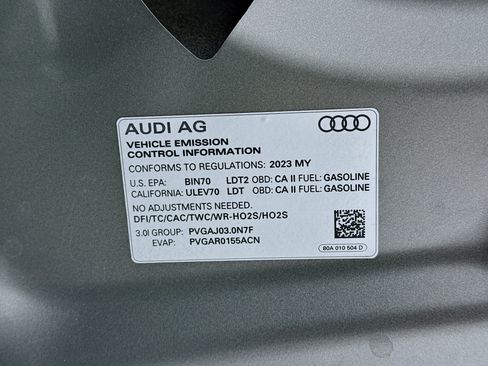 AUDI AG
VEHICLE EMISSION
CONTROL INFORMATION
CONFORMS TO REGULATIONS: 2023 MY
U.S. EPA: BIN70 LDT2 OBD: CA II FUEL: GASOLINE
CALIFORNIA: ULEV70 LDT OBD: CA II FUEL: GASOLINE
NO ADJUSTMENTS NEEDED.
DFI/TC/CAC/TWC/WR-HO2S/HO2S
3.0l GROUP: PVGAJ03.0N7F
EVAP: PVGAR0155ACN
80A 010 504 D